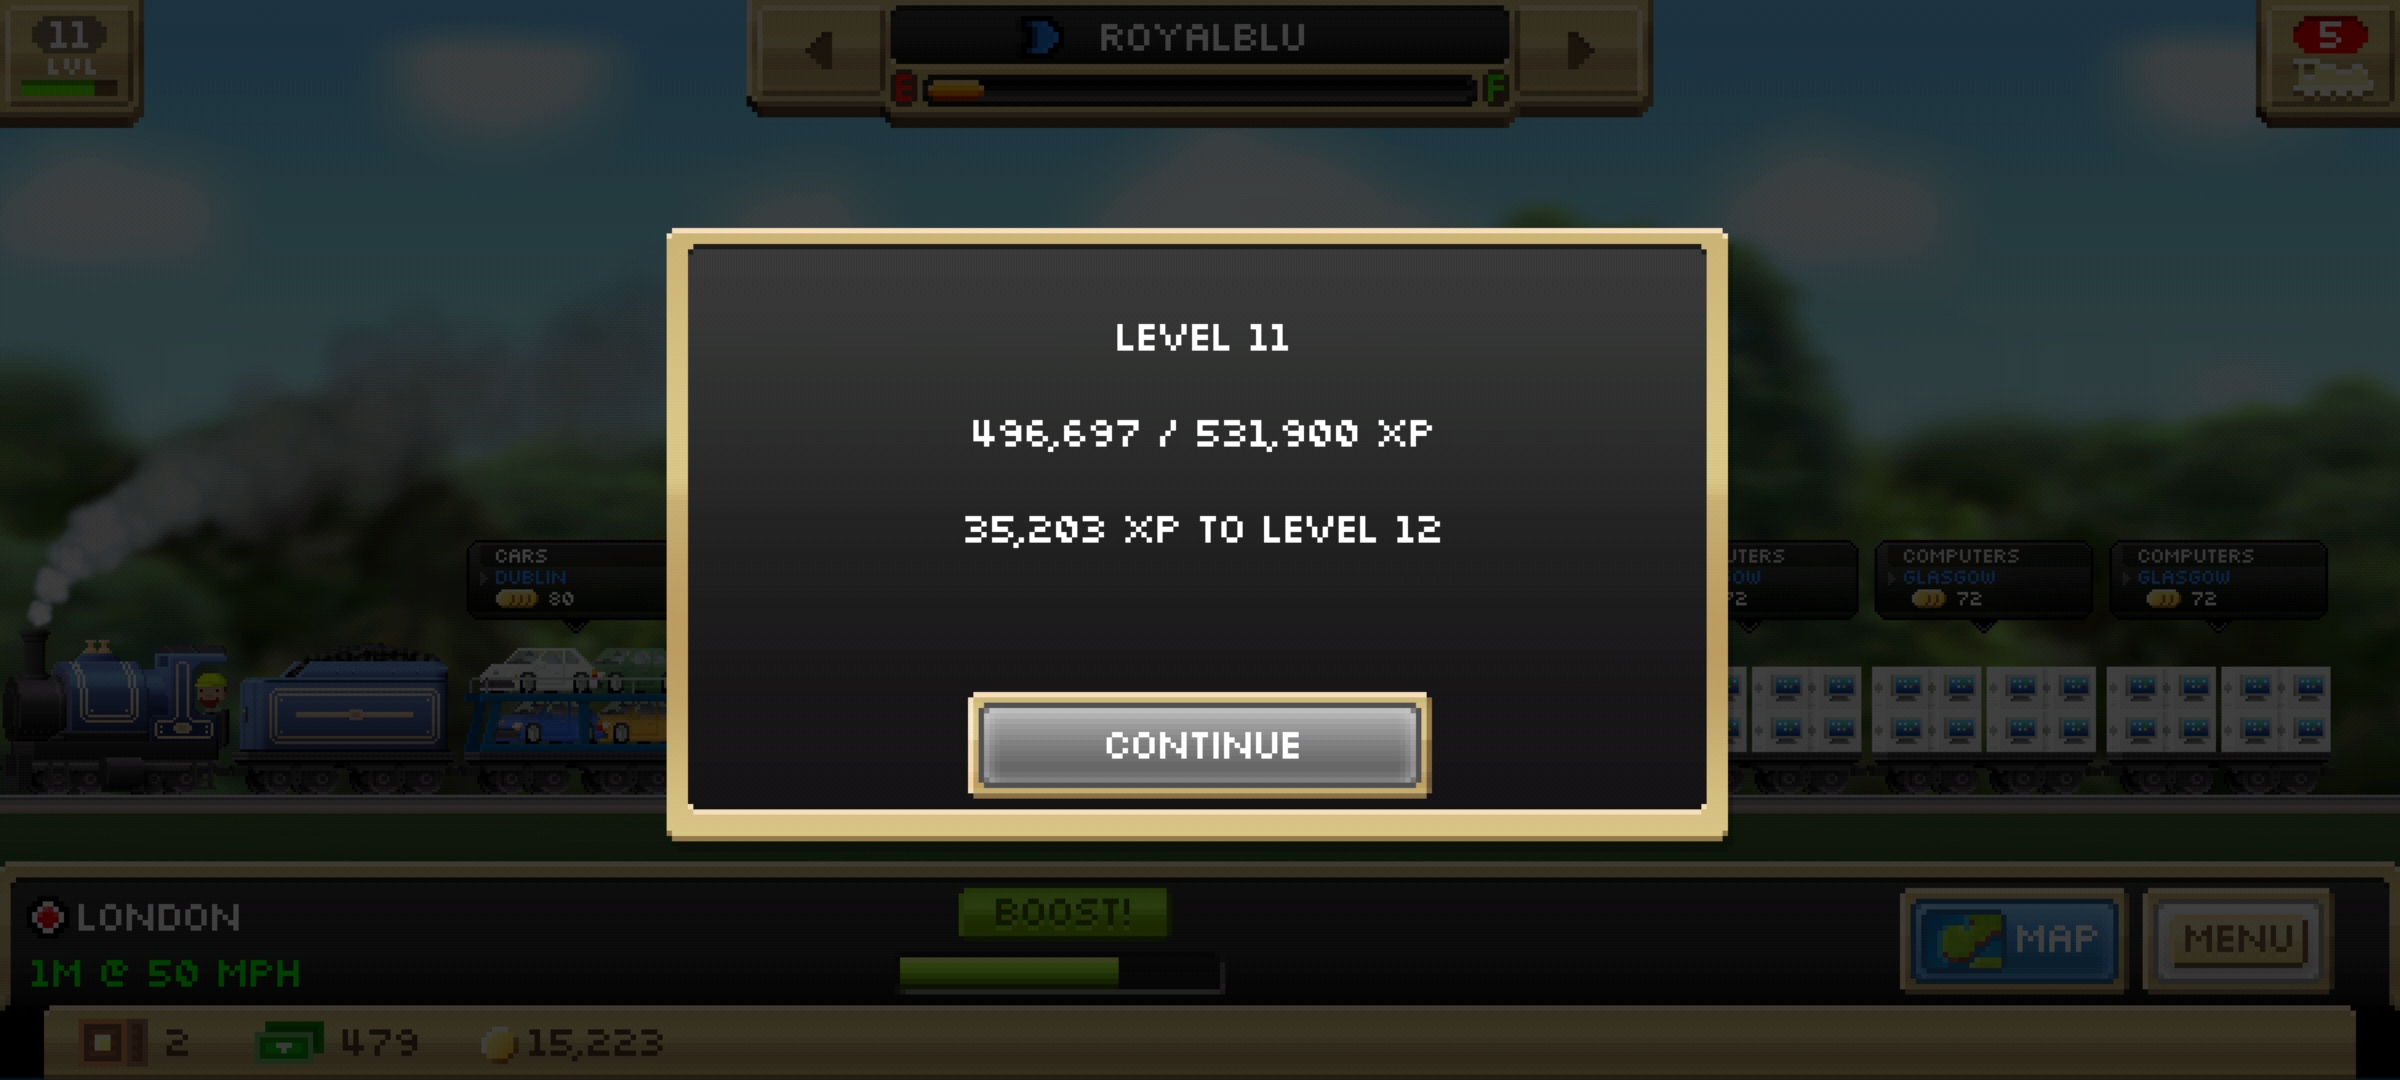 11
LVL
ROYALBLU
E F
5
LEVEL 11
496,697 / 531,900 XP
35,203 XP TO LEVEL 12
CONTINUE
CARS
DUBLIN
80
COMPUTERS
GLASGOW
72
COMPUTERS
GLASGOW
72
LONDON
1M @ 50 MPH
BOOST!
MAP
MENU
2
479
15,223